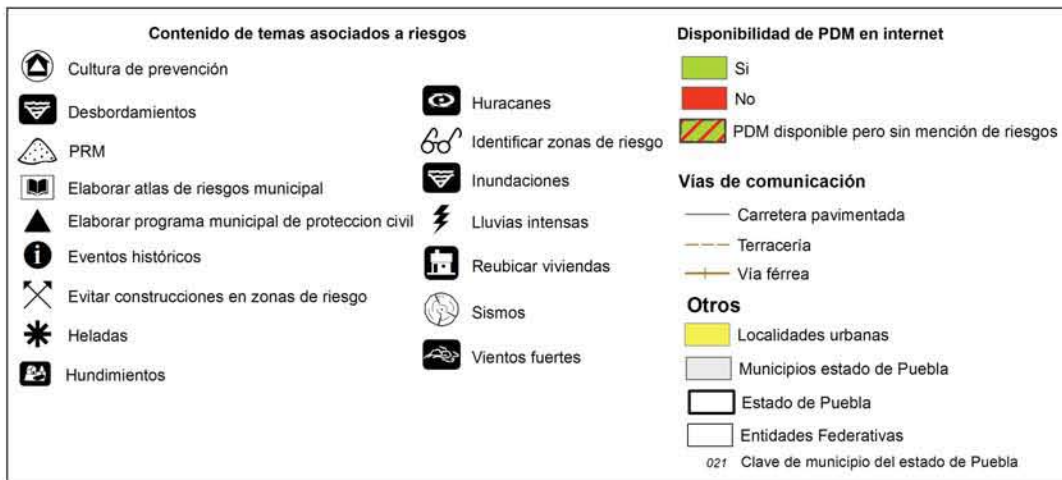 Contenido de temas asociados a riesgos
Cultura de prevención
Desbordamientos
PRM
Elaborar atlas de riesgos municipal
Elaborar programa municipal de proteccion civil
Eventos históricos
Evitar construcciones en zonas de riesgo
Heladas
Hundimientos
Huracanes
Identificar zonas de riesgo
Inundaciones
Lluvias intensas
Reubicar viviendas
Sismos
Vientos fuertes
Disponibilidad de PDM en internet
Si
No
PDM disponible pero sin mención de riesgos
Vías de comunicación
Carretera pavimentada
Terracería
Vía férrea
Otros
Localidades urbanas
Municipios estado de Puebla
Estado de Puebla
Entidades Federativas
021 Clave de municipio del estado de Puebla